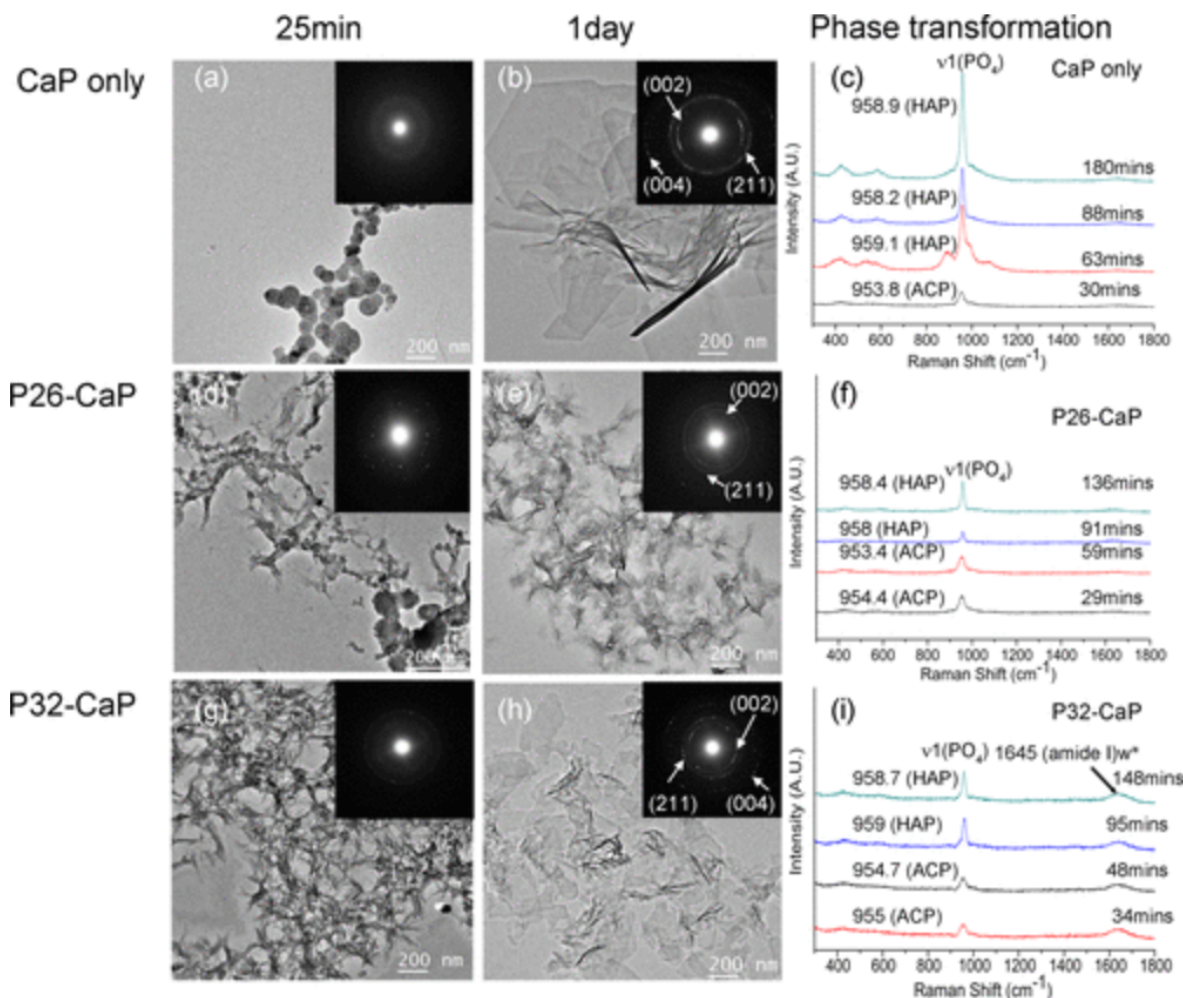 25min
1day
Phase transformation
CaP only
(a)
200 nm
(b)
(002)
(004)
(211)
200 nm
(c)
ν1(PO4)
CaP only
958.9 (HAP)
180mins
958.2 (HAP)
88mins
959.1 (HAP)
63mins
953.8 (ACP)
30mins
Intensity (A.U.)
400 600 800 1000 1200 1400 1600 1800
Raman Shift (cm-1)
P26-CaP
(d)
200 nm
(e)
(002)
(211)
200 nm
(f)
P26-CaP
ν1(PO4)
958.4 (HAP)
136mins
958 (HAP)
91mins
953.4 (ACP)
59mins
954.4 (ACP)
29mins
Intensity (A.U.)
400 600 800 1000 1200 1400 1600 1800
Raman Shift (cm-1)
P32-CaP
(g)
200 nm
(h)
(002)
(211)
(004)
200 nm
(i)
P32-CaP
ν1(PO4) 1645 (amide I)w*
958.7 (HAP)
148mins
959 (HAP)
95mins
954.7 (ACP)
48mins
955 (ACP)
34mins
Intensity (A.U.)
400 600 800 1000 1200 1400 1600 1800
Raman Shift (cm-1)